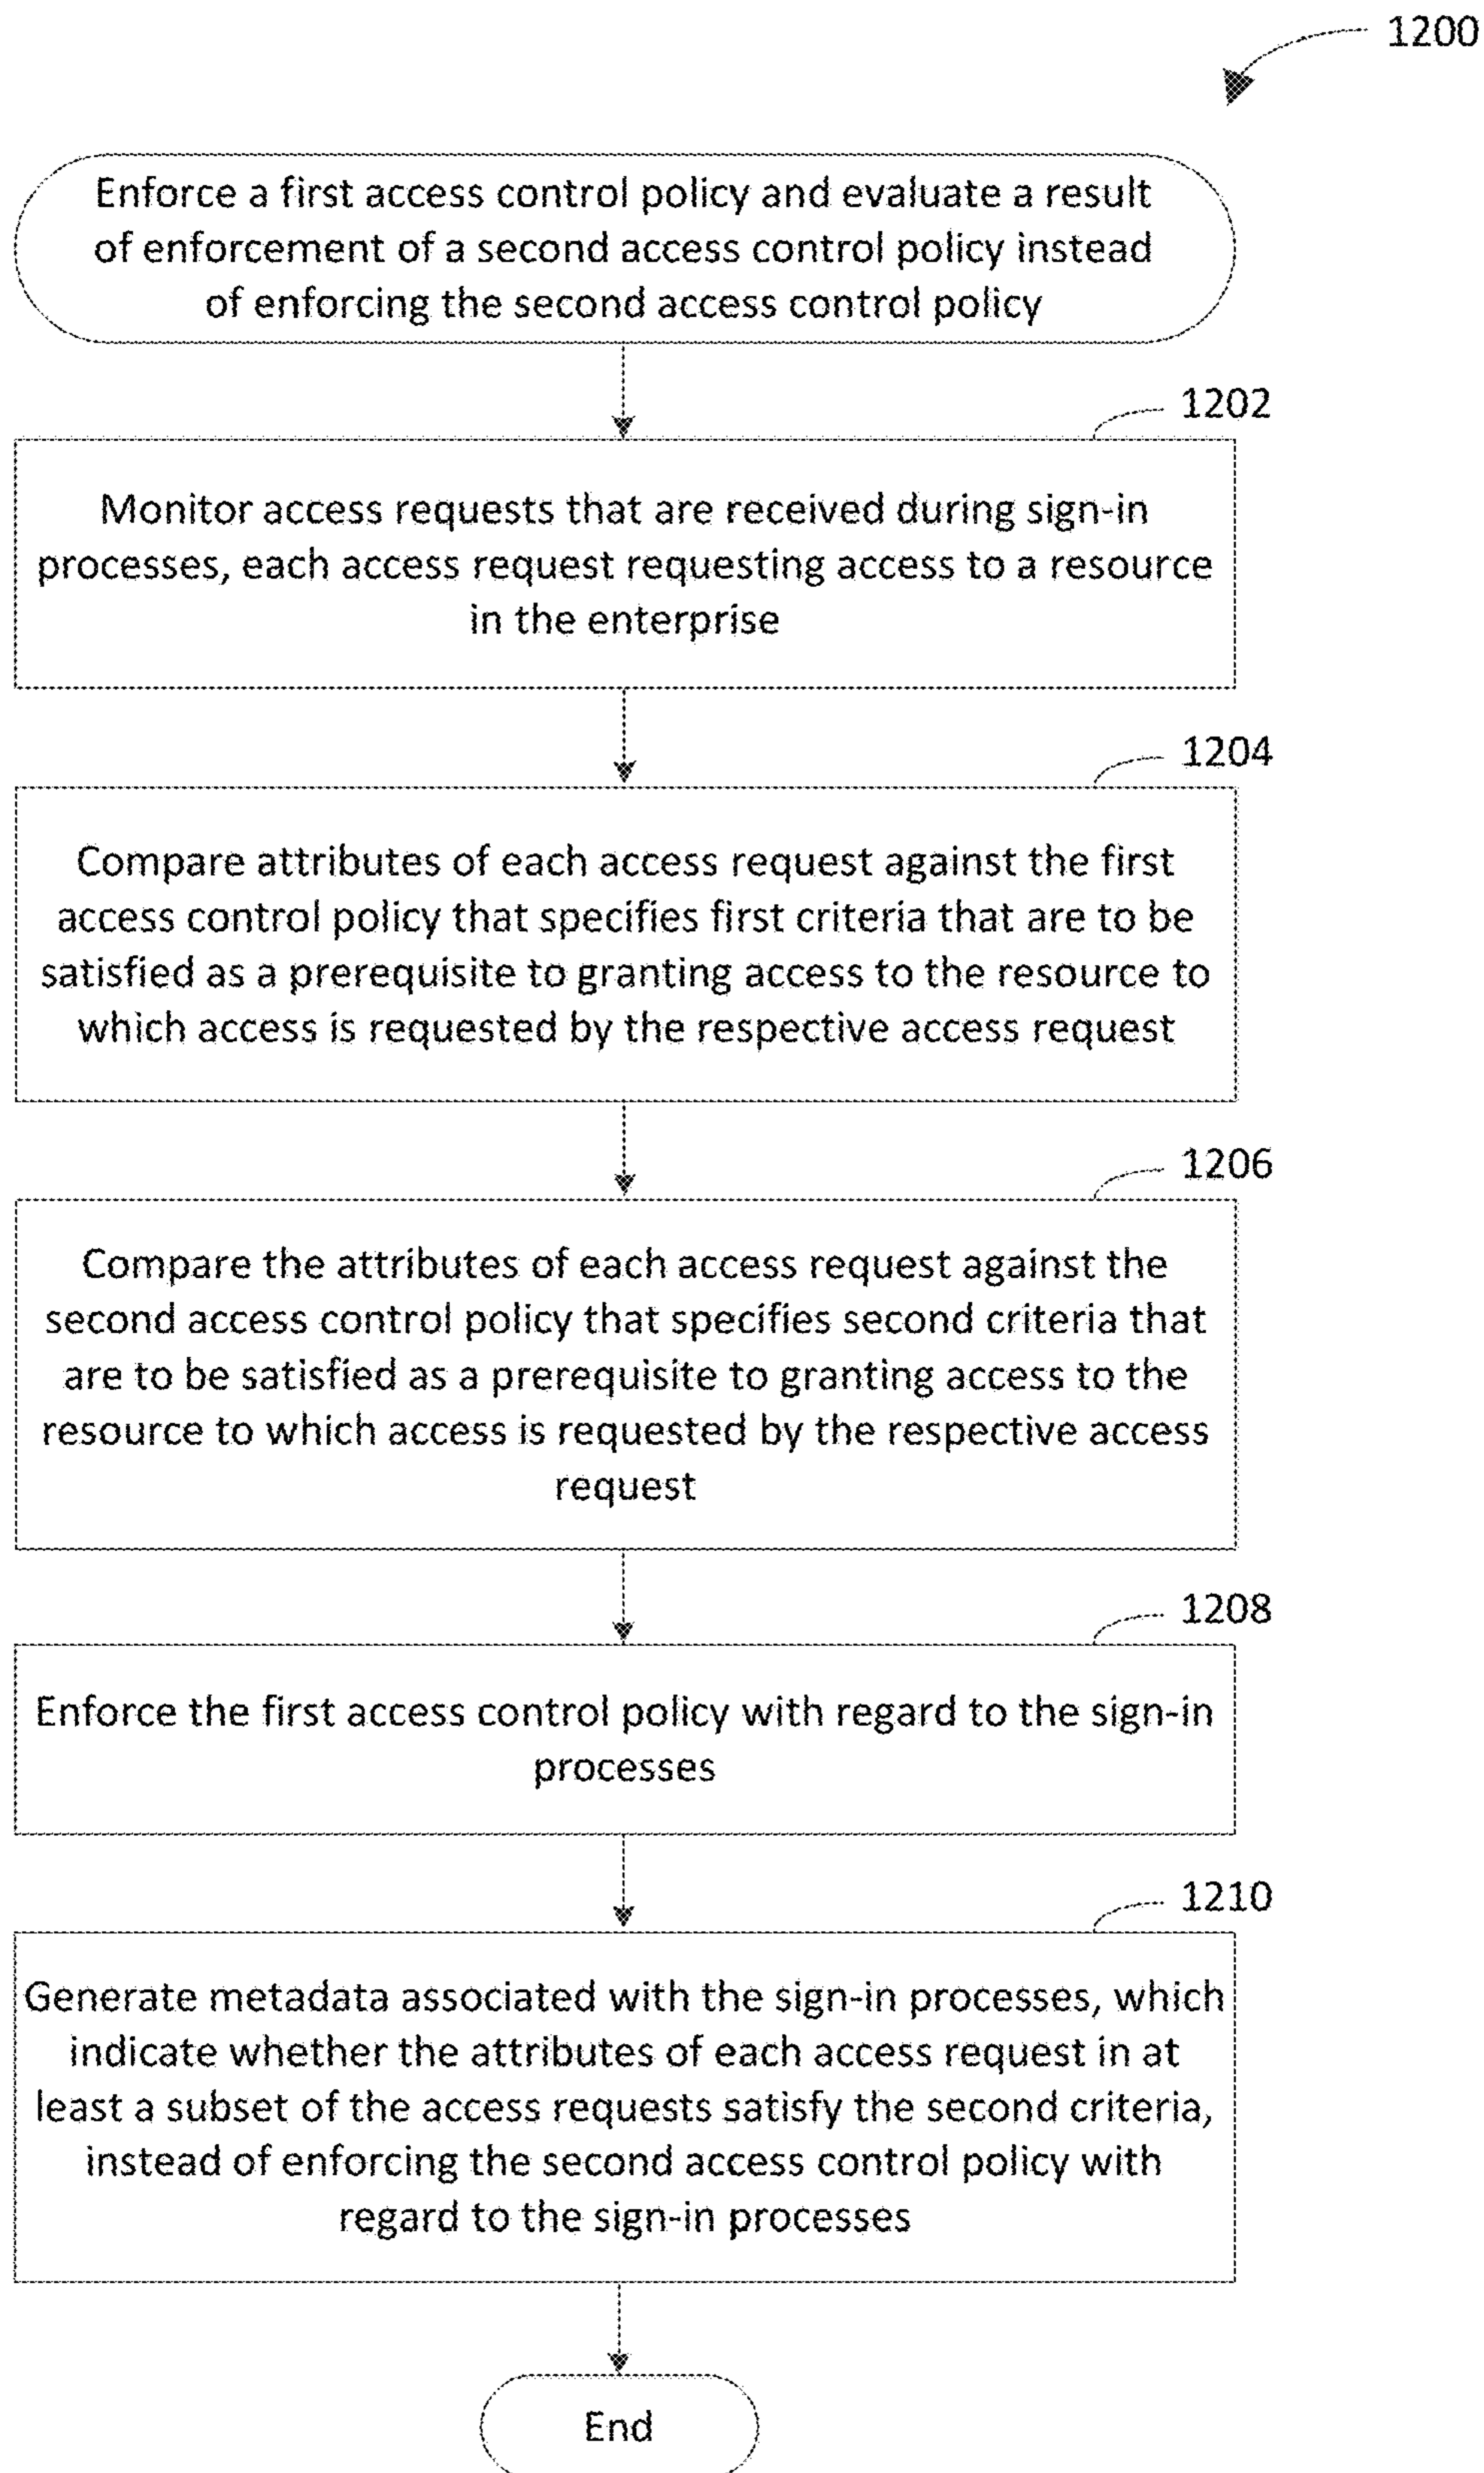 1200
Enforce a first access control policy and evaluate a result
of enforcement of a second access control policy instead
of enforcing the second access control policy
1202
Monitor access requests that are received during sign-in
processes, each access request requesting access to a resource
in the enterprise
1204
Compare attributes of each access request against the first
access control policy that specifies first criteria that are to be
satisfied as a prerequisite to granting access to the resource to
which access is requested by the respective access request
1206
Compare the attributes of each access request against the
second access control policy that specifies second criteria that
are to be satisfied as a prerequisite to granting access to the
resource to which access is requested by the respective access
request
1208
Enforce the first access control policy with regard to the sign-in
processes
1210
Generate metadata associated with the sign-in processes, which
indicate whether the attributes of each access request in at
least a subset of the access requests satisfy the second criteria,
instead of enforcing the second access control policy with
regard to the sign-in processes
End